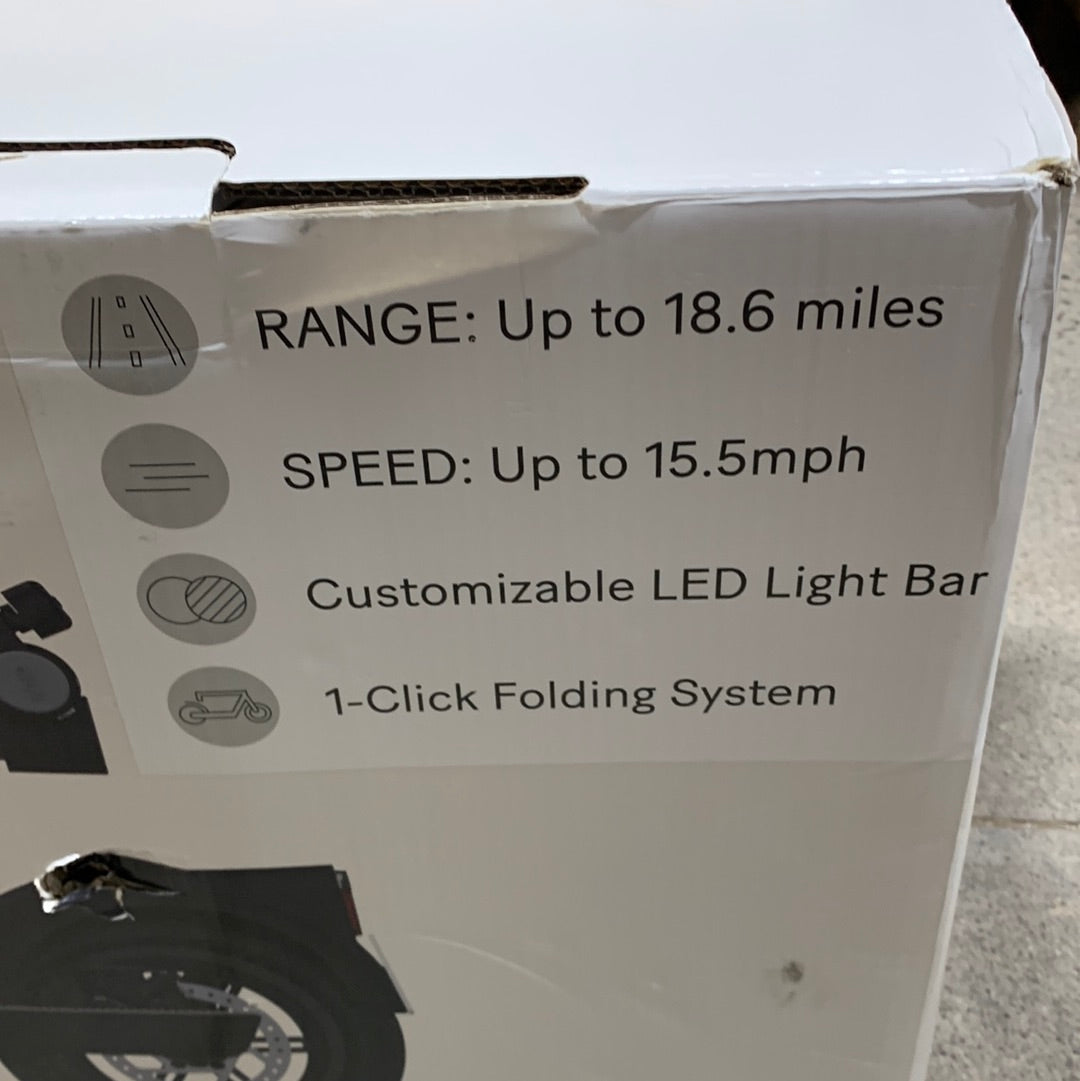 RANGE: Up to 18.6 miles
SPEED: Up to 15.5mph
Customizable LED Light Bar
1-Click Folding System